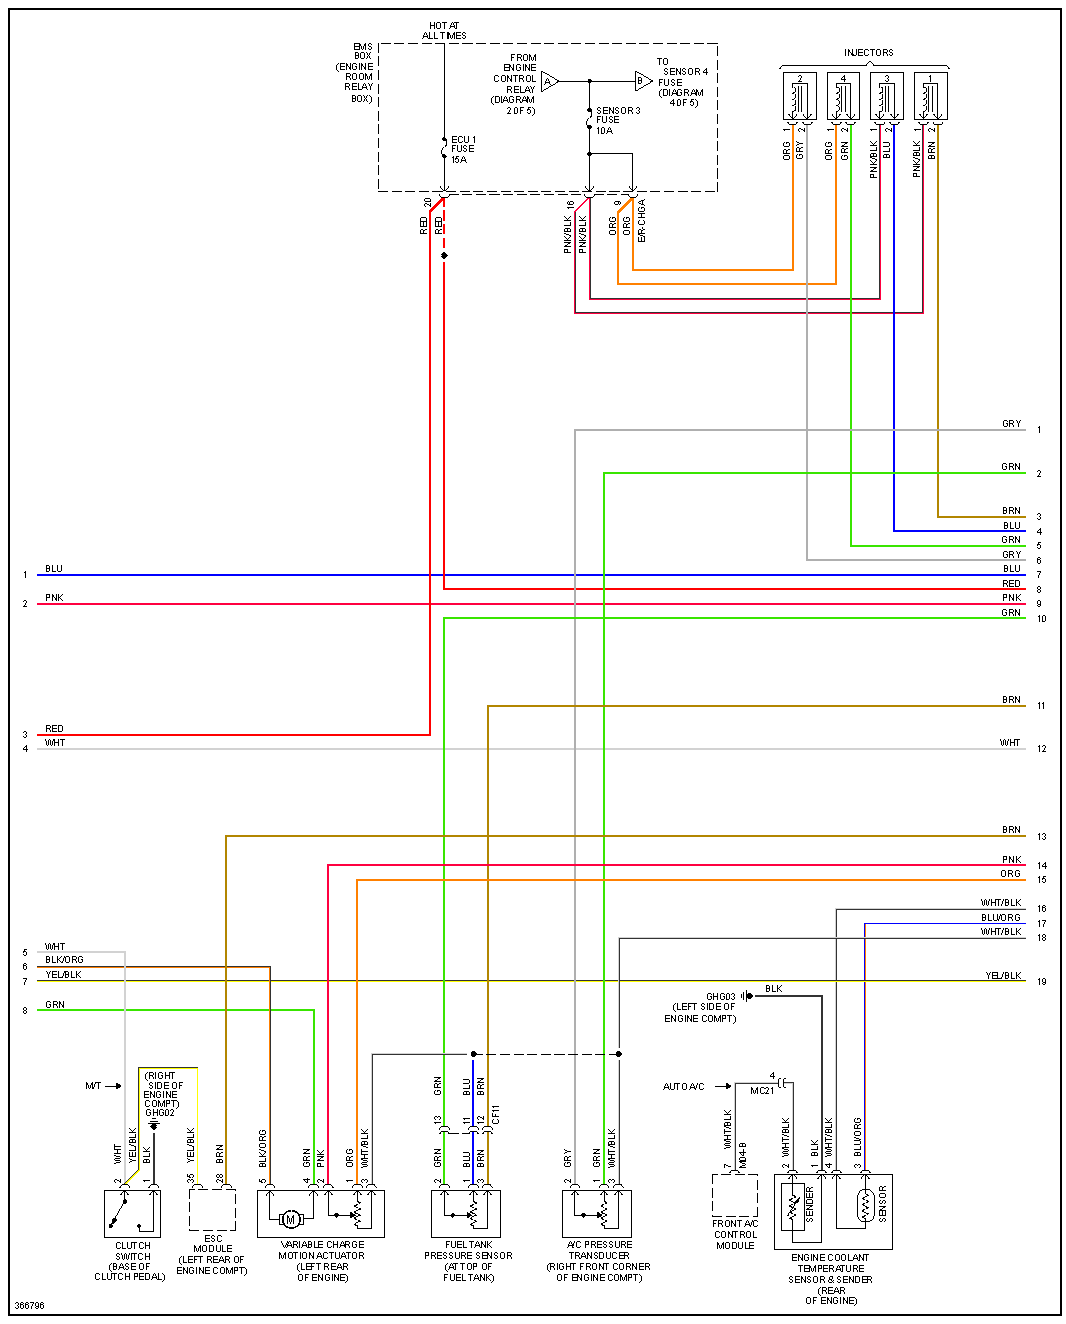 HOT AT
ALL TIMES
EMS
BOX
(ENGINE
ROOM
RELAY
BOX)
FROM
ENGINE
CONTROL
RELAY
(DIAGRAM
2 OF 5)
A
B
TO
SENSOR 4
FUSE
(DIAGRAM
4 OF 5)
ECU 1
FUSE
15A
SENSOR 3
FUSE
10A
INJECTORS
2
4
3
1
1
2
1
2
1
2
1
2
ORG
GRY
ORG
GRN
PNK/BLK
BLU
PNK/BLK
BRN
20
RED
RED
16
PNK/BLK
PNK/BLK
9
ORG
ORG
E/R-CHGA
GRY 1
GRN 2
BRN 3
BLU 4
GRN 5
GRY 6
1 BLU
BLU 7
RED 8
2 PNK
PNK 9
GRN 10
BRN 11
3 RED
4 WHT
WHT 12
BRN 13
PNK 14
ORG 15
WHT/BLK 16
BLU/ORG 17
WHT/BLK 18
5 WHT
6 BLK/ORG
7 YEL/BLK
YEL/BLK 19
8 GRN
GHG03
(LEFT SIDE OF
ENGINE COMPT)
BLK
M/T
(RIGHT
SIDE OF
ENGINE
COMPT)
GHG02
AUTO A/C
4
MC21
GRN
BLU
BRN
13
11
12
CF11
WHT
YEL/BLK
BLK
YEL/BLK
BRN
BLK/ORG
GRN
PNK
ORG
WHT/BLK
GRN
BLU
BRN
GRY
GRN
WHT/BLK
WHT/BLK
M04-B
WHT/BLK
BLK
WHT/BLK
BLU/ORG
2
1
35
28
5
4
2
1
3
2
1
3
2
1
3
7
2
1
4
3
M
SENDER
SENSOR
CLUTCH
SWITCH
(BASE OF
CLUTCH PEDAL)
ESC
MODULE
(LEFT REAR OF
ENGINE COMPT)
VARIABLE CHARGE
MOTION ACTUATOR
(LEFT REAR
OF ENGINE)
FUEL TANK
PRESSURE SENSOR
(AT TOP OF
FUEL TANK)
A/C PRESSURE
TRANSDUCER
(RIGHT FRONT CORNER
OF ENGINE COMPT)
FRONT A/C
CONTROL
MODULE
ENGINE COOLANT
TEMPERATURE
SENSOR & SENDER
(REAR
OF ENGINE)
366796